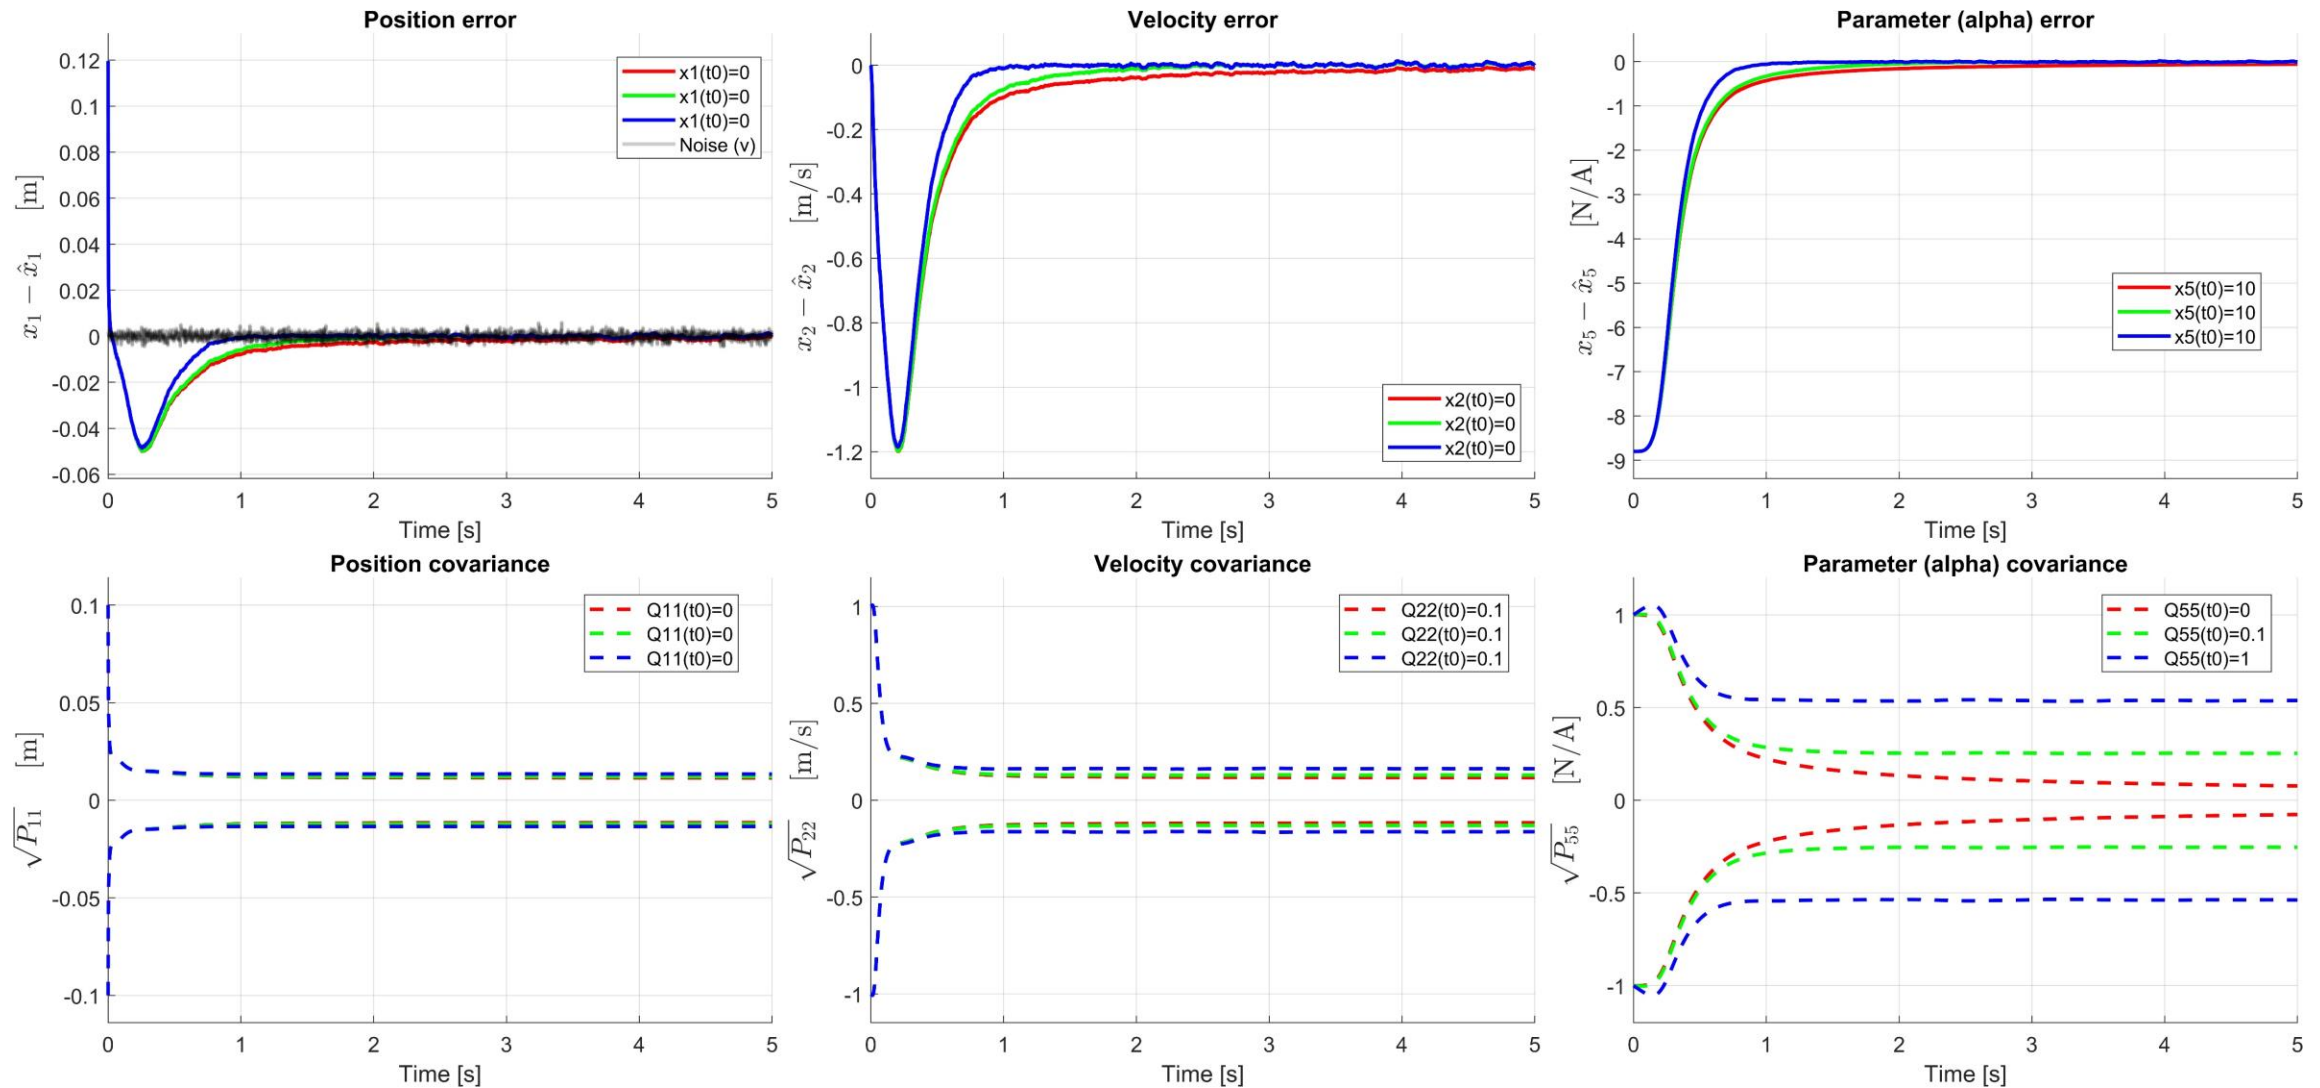 Position error
0.12
0.1
0.08
0.06
0.04
0.02
0
-0.02
-0.04
-0.06
x₁ − x̂₁ [m]
x1(t0)=0
x1(t0)=0
x1(t0)=0
Noise (v)
0 1 2 3 4 5
Time [s]
Velocity error
0
-0.2
-0.4
-0.6
-0.8
-1
-1.2
x₂ − x̂₂ [m/s]
x2(t0)=0
x2(t0)=0
x2(t0)=0
0 1 2 3 4 5
Time [s]
Parameter (alpha) error
0
-1
-2
-3
-4
-5
-6
-7
-8
-9
x₅ − x̂₅ [N/A]
x5(t0)=10
x5(t0)=10
x5(t0)=10
0 1 2 3 4 5
Time [s]
Position covariance
0.1
0.05
0
-0.05
-0.1
√P₁₁ [m]
Q11(t0)=0
Q11(t0)=0
Q11(t0)=0
0 1 2 3 4 5
Time [s]
Velocity covariance
1
0.5
0
-0.5
-1
√P₂₂ [m/s]
Q22(t0)=0.1
Q22(t0)=0.1
Q22(t0)=0.1
0 1 2 3 4 5
Time [s]
Parameter (alpha) covariance
1
0.5
0
-0.5
-1
√P₅₅ [N/A]
Q55(t0)=0
Q55(t0)=0.1
Q55(t0)=1
0 1 2 3 4 5
Time [s]